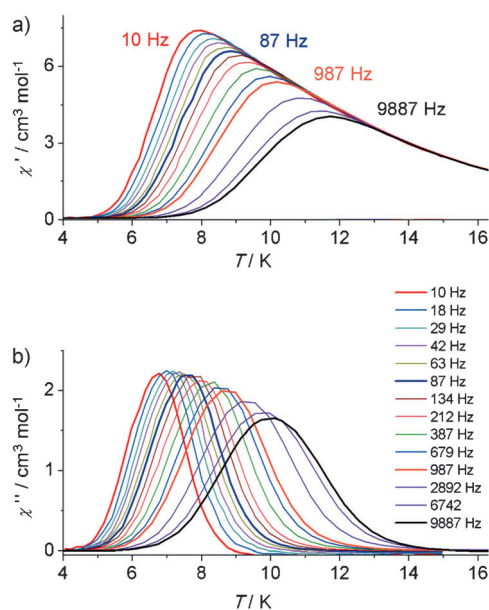 a)
10 Hz
87 Hz
987 Hz
9887 Hz
6
3
0
χ' / cm³ mol⁻¹
4 6 8 10 12 14 16
T / K
b)
2
1
0
χ'' / cm³ mol⁻¹
4 6 8 10 12 14 16
T / K
10 Hz
18 Hz
29 Hz
42 Hz
63 Hz
87 Hz
134 Hz
212 Hz
387 Hz
679 Hz
987 Hz
2892 Hz
6742
9887 Hz